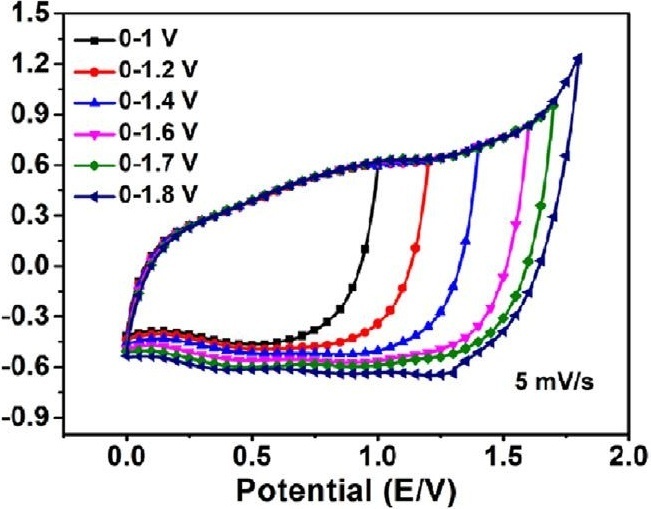 1.5
1.2
0.9
0.6
0.3
0.0
-0.3
-0.6
-0.9
0-1 V
0-1.2 V
0-1.4 V
0-1.6 V
0-1.7 V
0-1.8 V
5 mV/s
0.0 0.5 1.0 1.5 2.0
Potential (E/V)